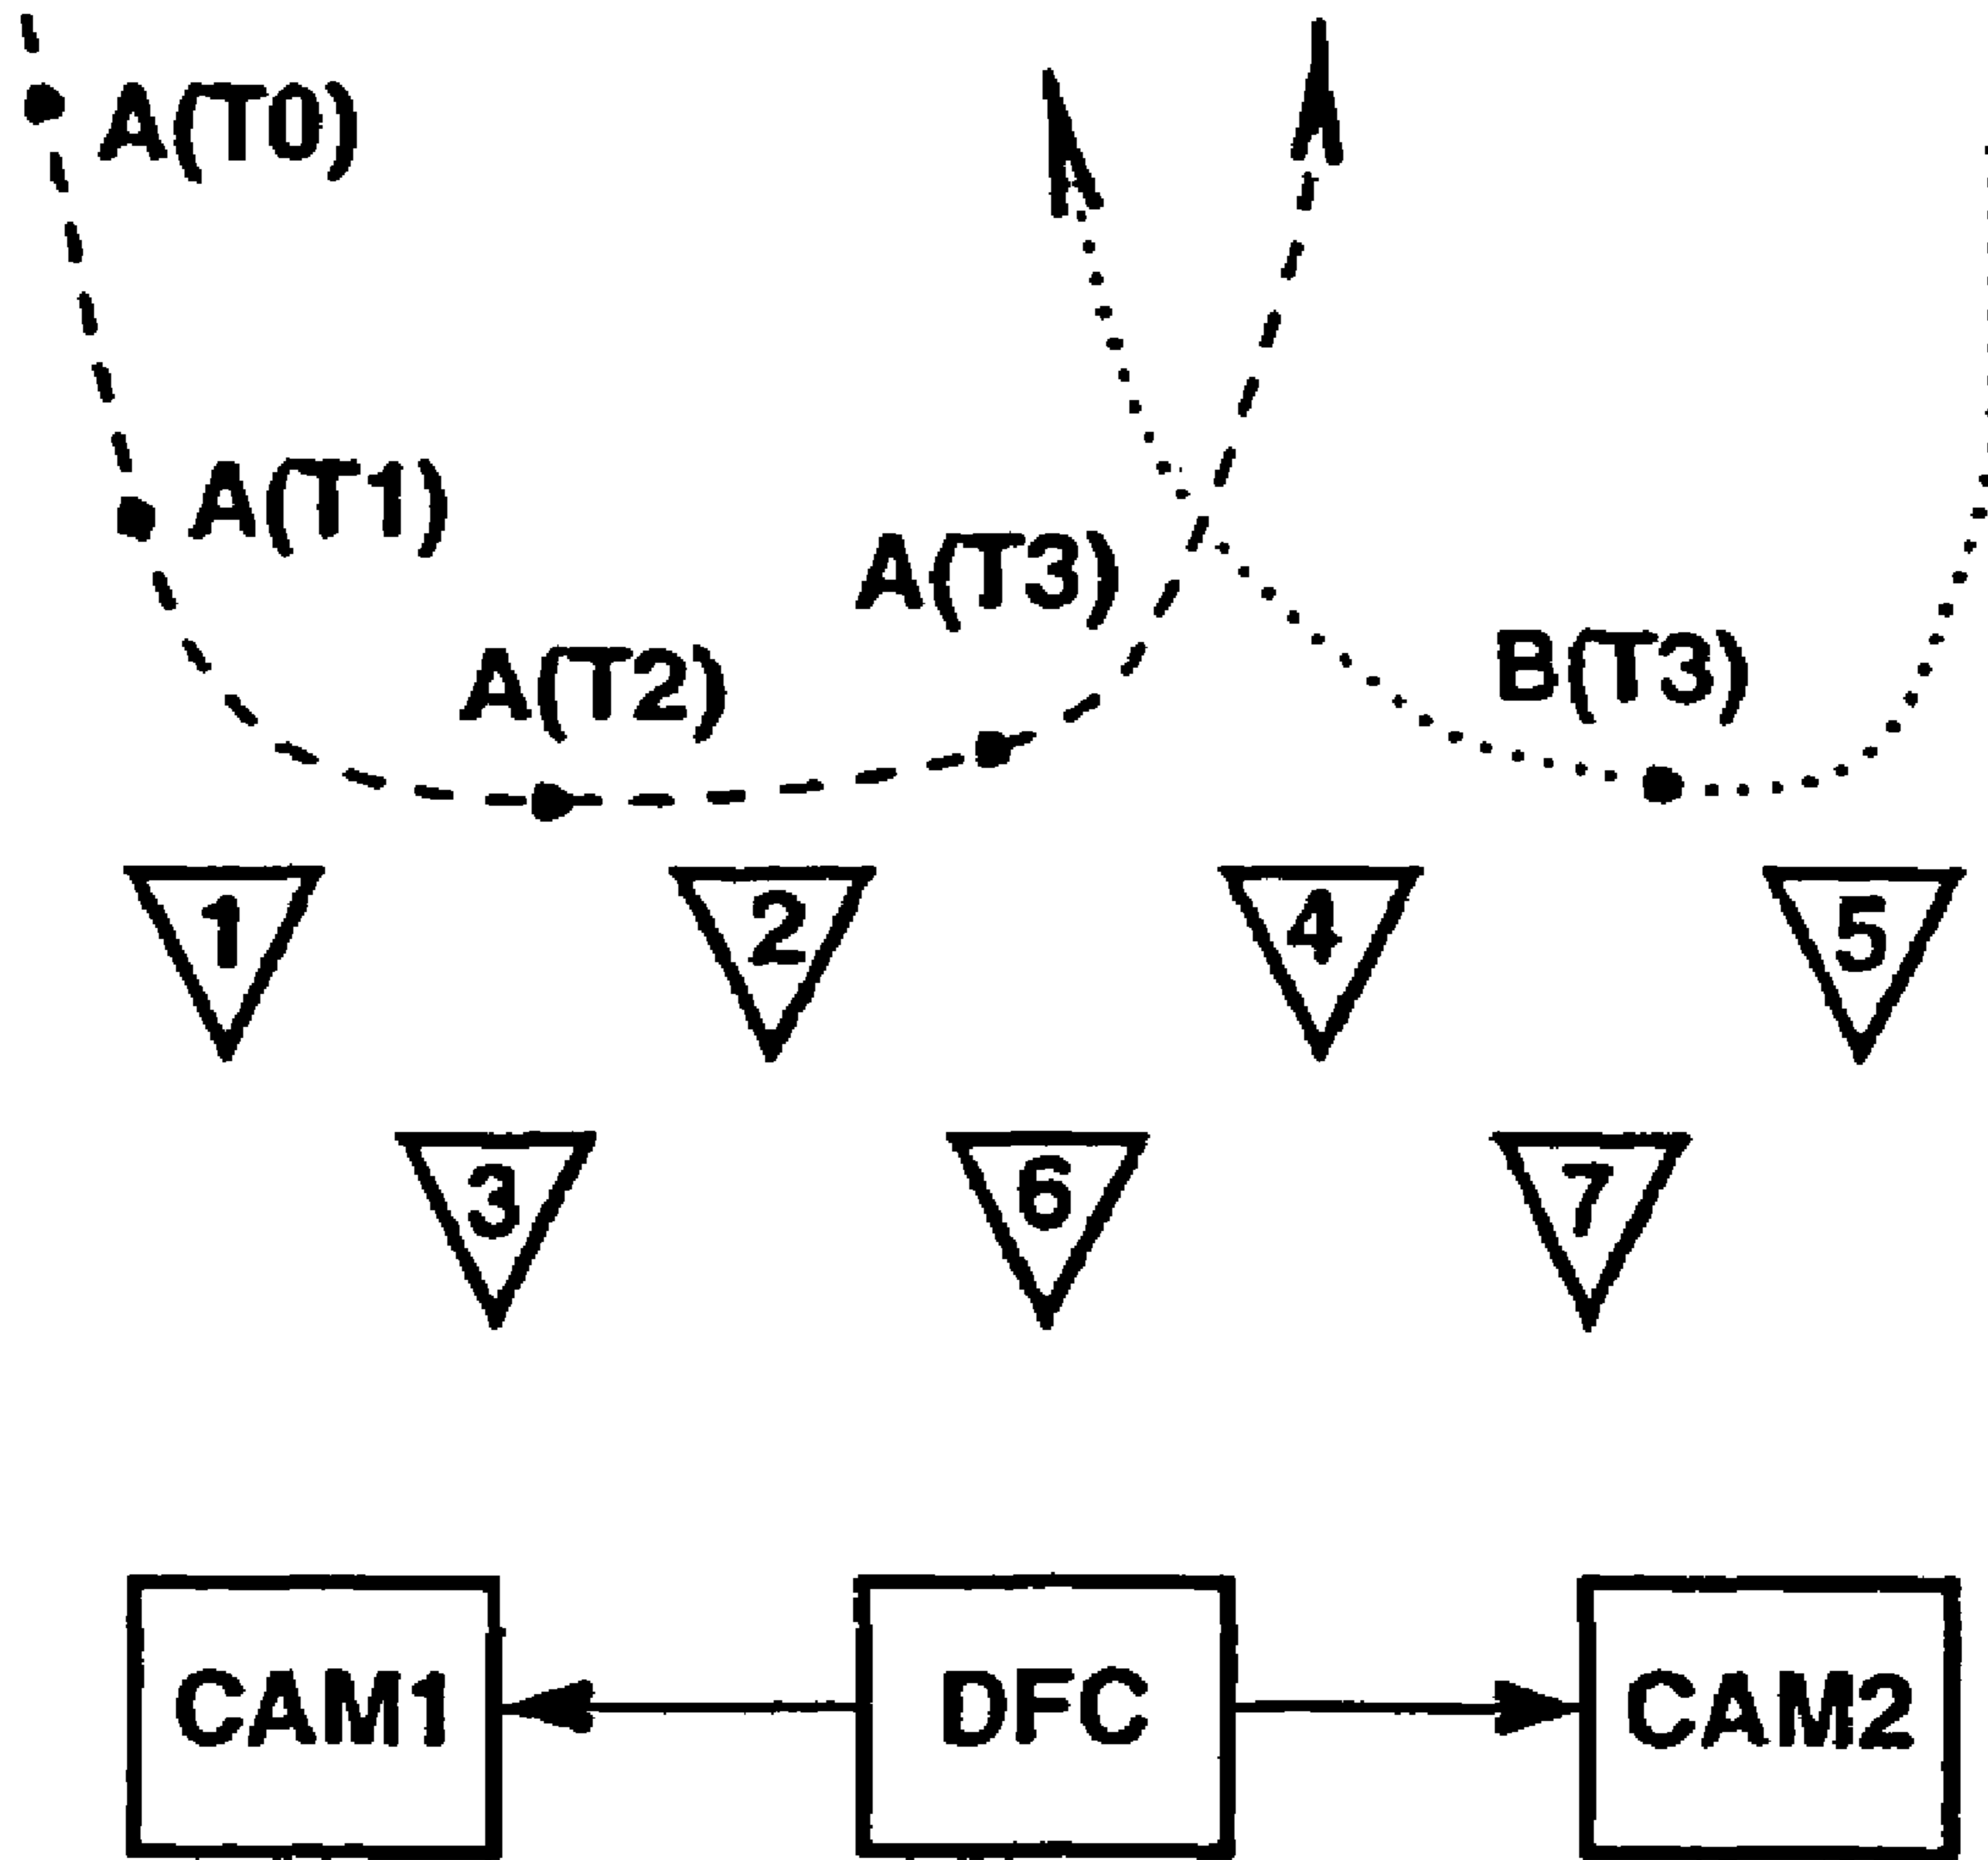 A(T0)
A(T1)
A(T3)
A(T2)
B(T3)
1 2 4 5
3 6 7
CAM1 DFC CAM2